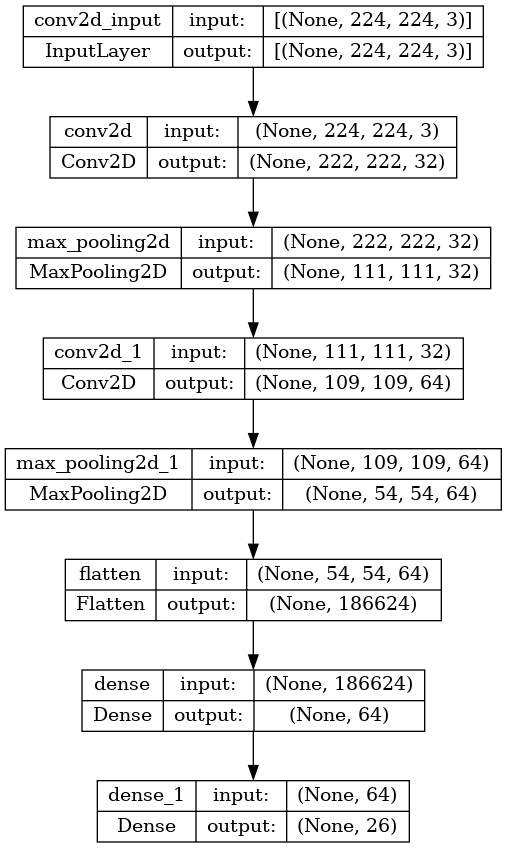 conv2d_input input: [(None, 224, 224, 3)]
InputLayer output: [(None, 224, 224, 3)]
conv2d input: (None, 224, 224, 3)
Conv2D output: (None, 222, 222, 32)
max_pooling2d input: (None, 222, 222, 32)
MaxPooling2D output: (None, 111, 111, 32)
conv2d_1 input: (None, 111, 111, 32)
Conv2D output: (None, 109, 109, 64)
max_pooling2d_1 input: (None, 109, 109, 64)
MaxPooling2D output: (None, 54, 54, 64)
flatten input: (None, 54, 54, 64)
Flatten output: (None, 186624)
dense input: (None, 186624)
Dense output: (None, 64)
dense_1 input: (None, 64)
Dense output: (None, 26)